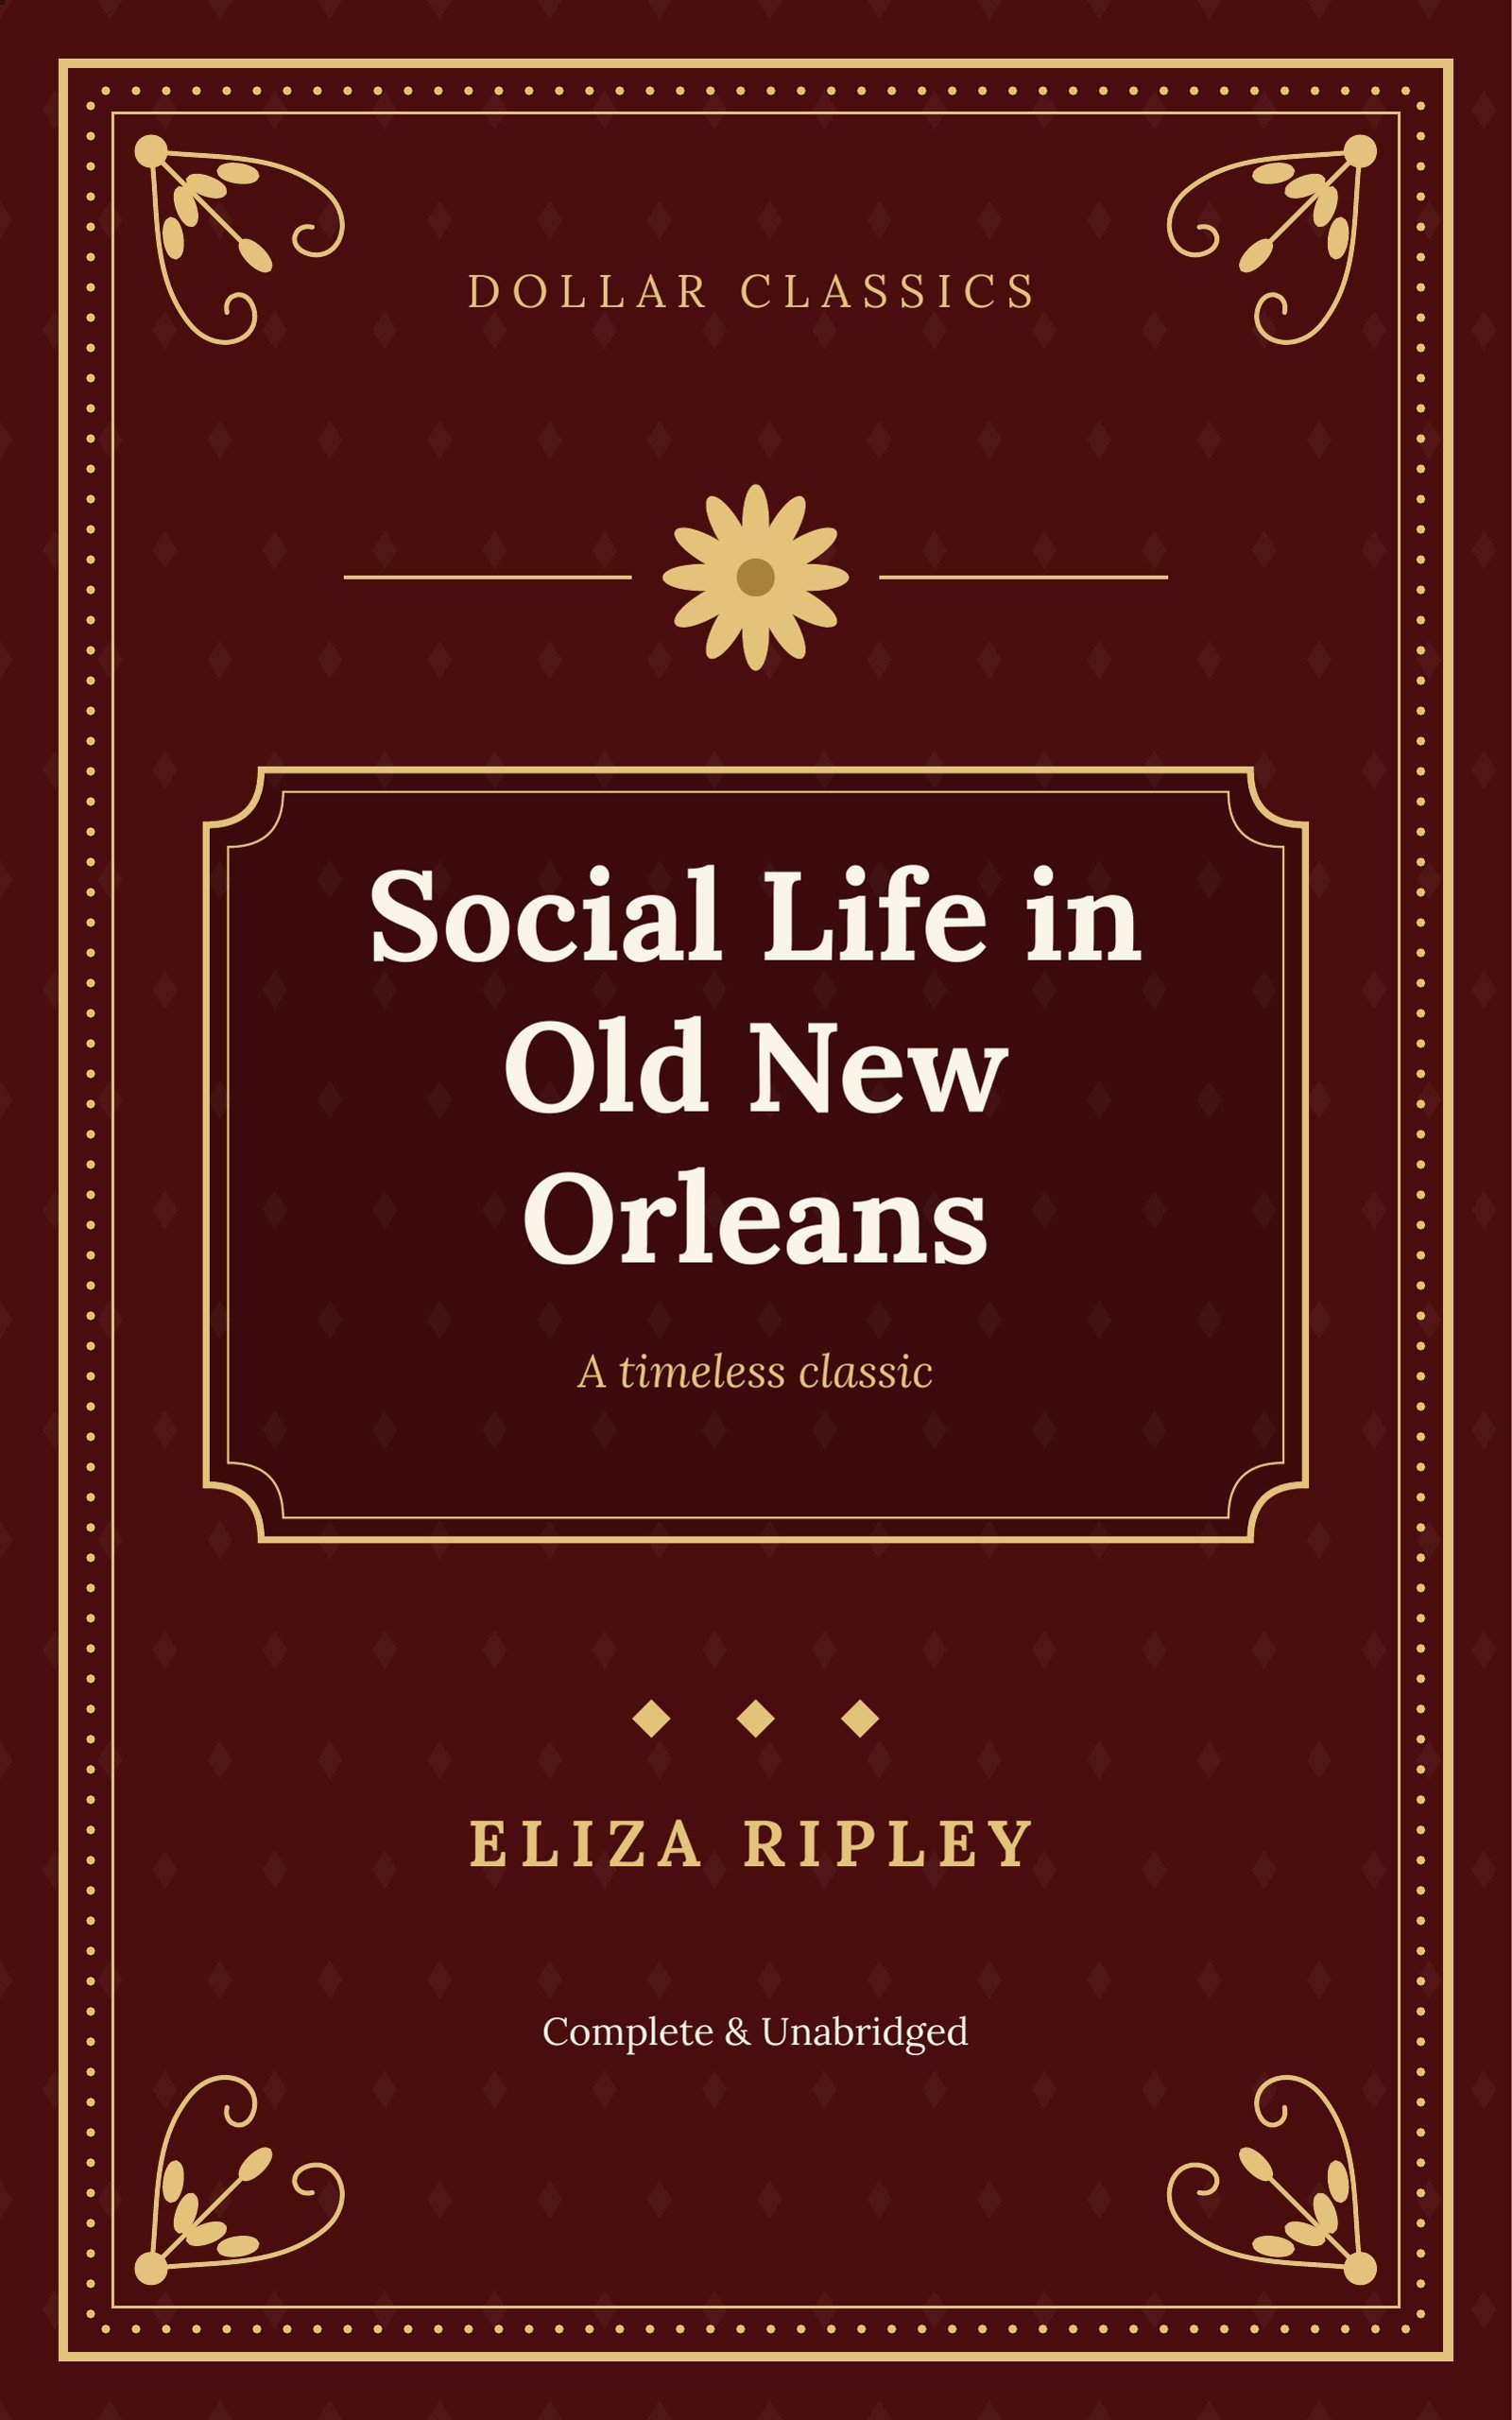 DOLLAR CLASSICS
Social Life in
Old New
Orleans
A timeless classic
ELIZA RIPLEY
Complete & Unabridged